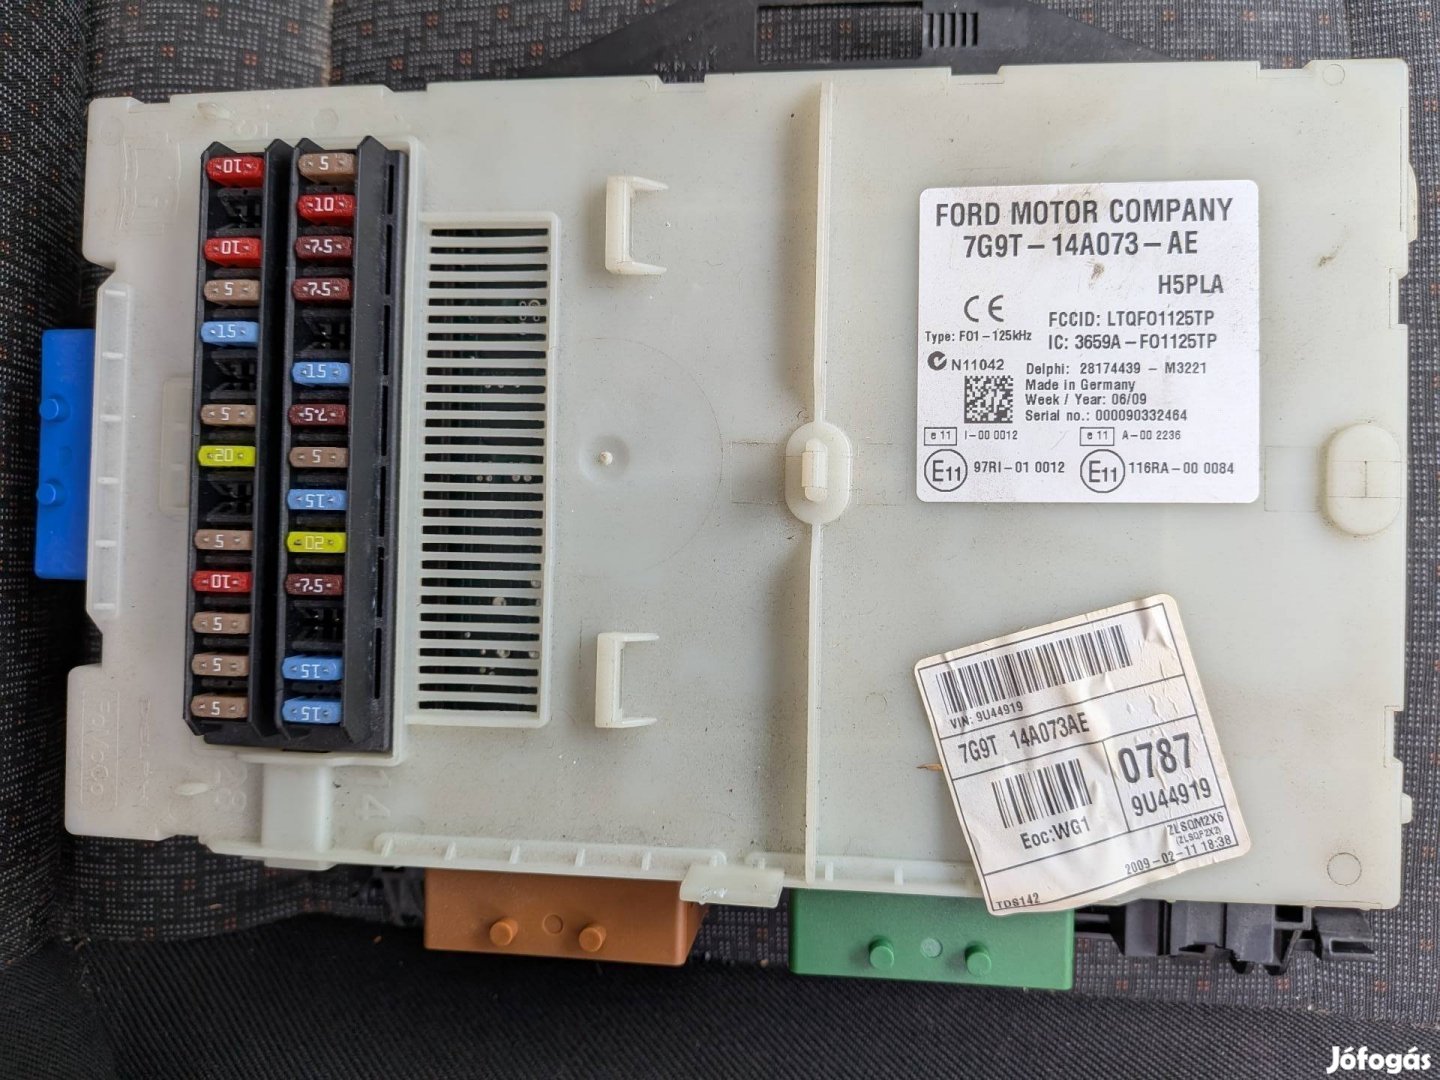 10
5
10
10
7.5
5
7.5
15
15
5
7.5
20
5
15
5
20
10
7.5
5
5
15
5
15
FORD MOTOR COMPANY
7G9T-14A073-AE
H5PLA
CE
FCCID: LTQFO1125TP
Type: F01-125kHz
IC: 3659A-FO1125TP
N11042
Delphi: 28174439 - M3221
Made in Germany
Week / Year: 06/09
Serial no.: 000090332464
e 11 I-00 0012
e 11 A-00 2236
E11 97RI-01 0012
E11 116RA-00 0084
VIN: 9U44919
7G9T 14A073AE
0787
9U44919
Eoc:WG1
ZLSQM2X6
(ZLSQP2X2)
2009-02-11 18:38
TDS142
14
Jófogás